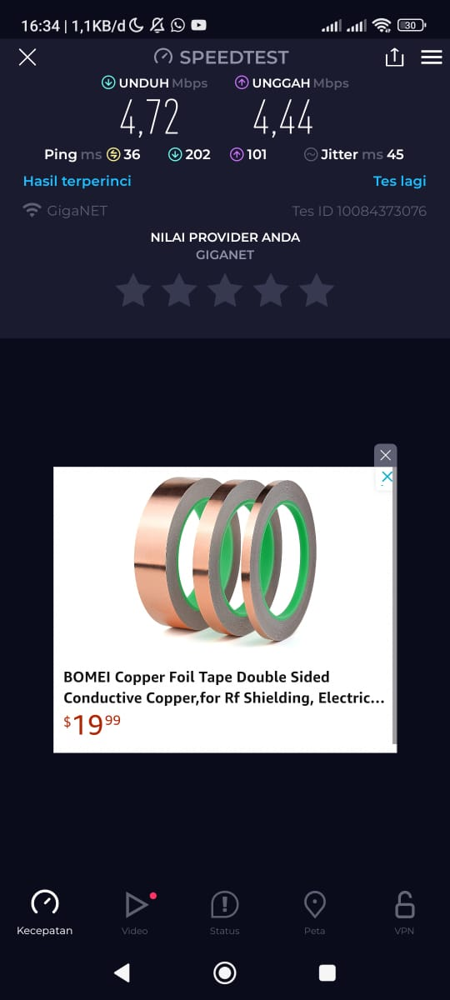 16:34 | 1,1KB/d 30
SPEEDTEST
UNDUH Mbps UNGGAH Mbps
4,72 4,44
Ping ms 36 202 101 Jitter ms 45
Hasil terperinci Tes lagi
GigaNET Tes ID 10084373076
NILAI PROVIDER ANDA
GIGANET
BOMEI Copper Foil Tape Double Sided
Conductive Copper,for Rf Shielding, Electric...
$19 99
Kecepatan Video Status Peta VPN